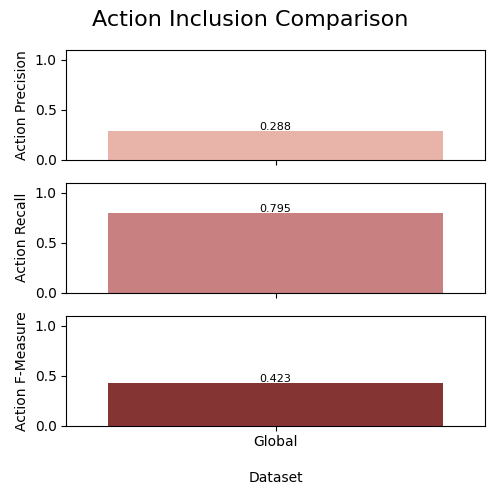 Action Inclusion Comparison
Action Precision
1.0
0.5
0.0
0.288
Action Recall
1.0
0.5
0.0
0.795
Action F-Measure
1.0
0.5
0.0
0.423
Global
Dataset